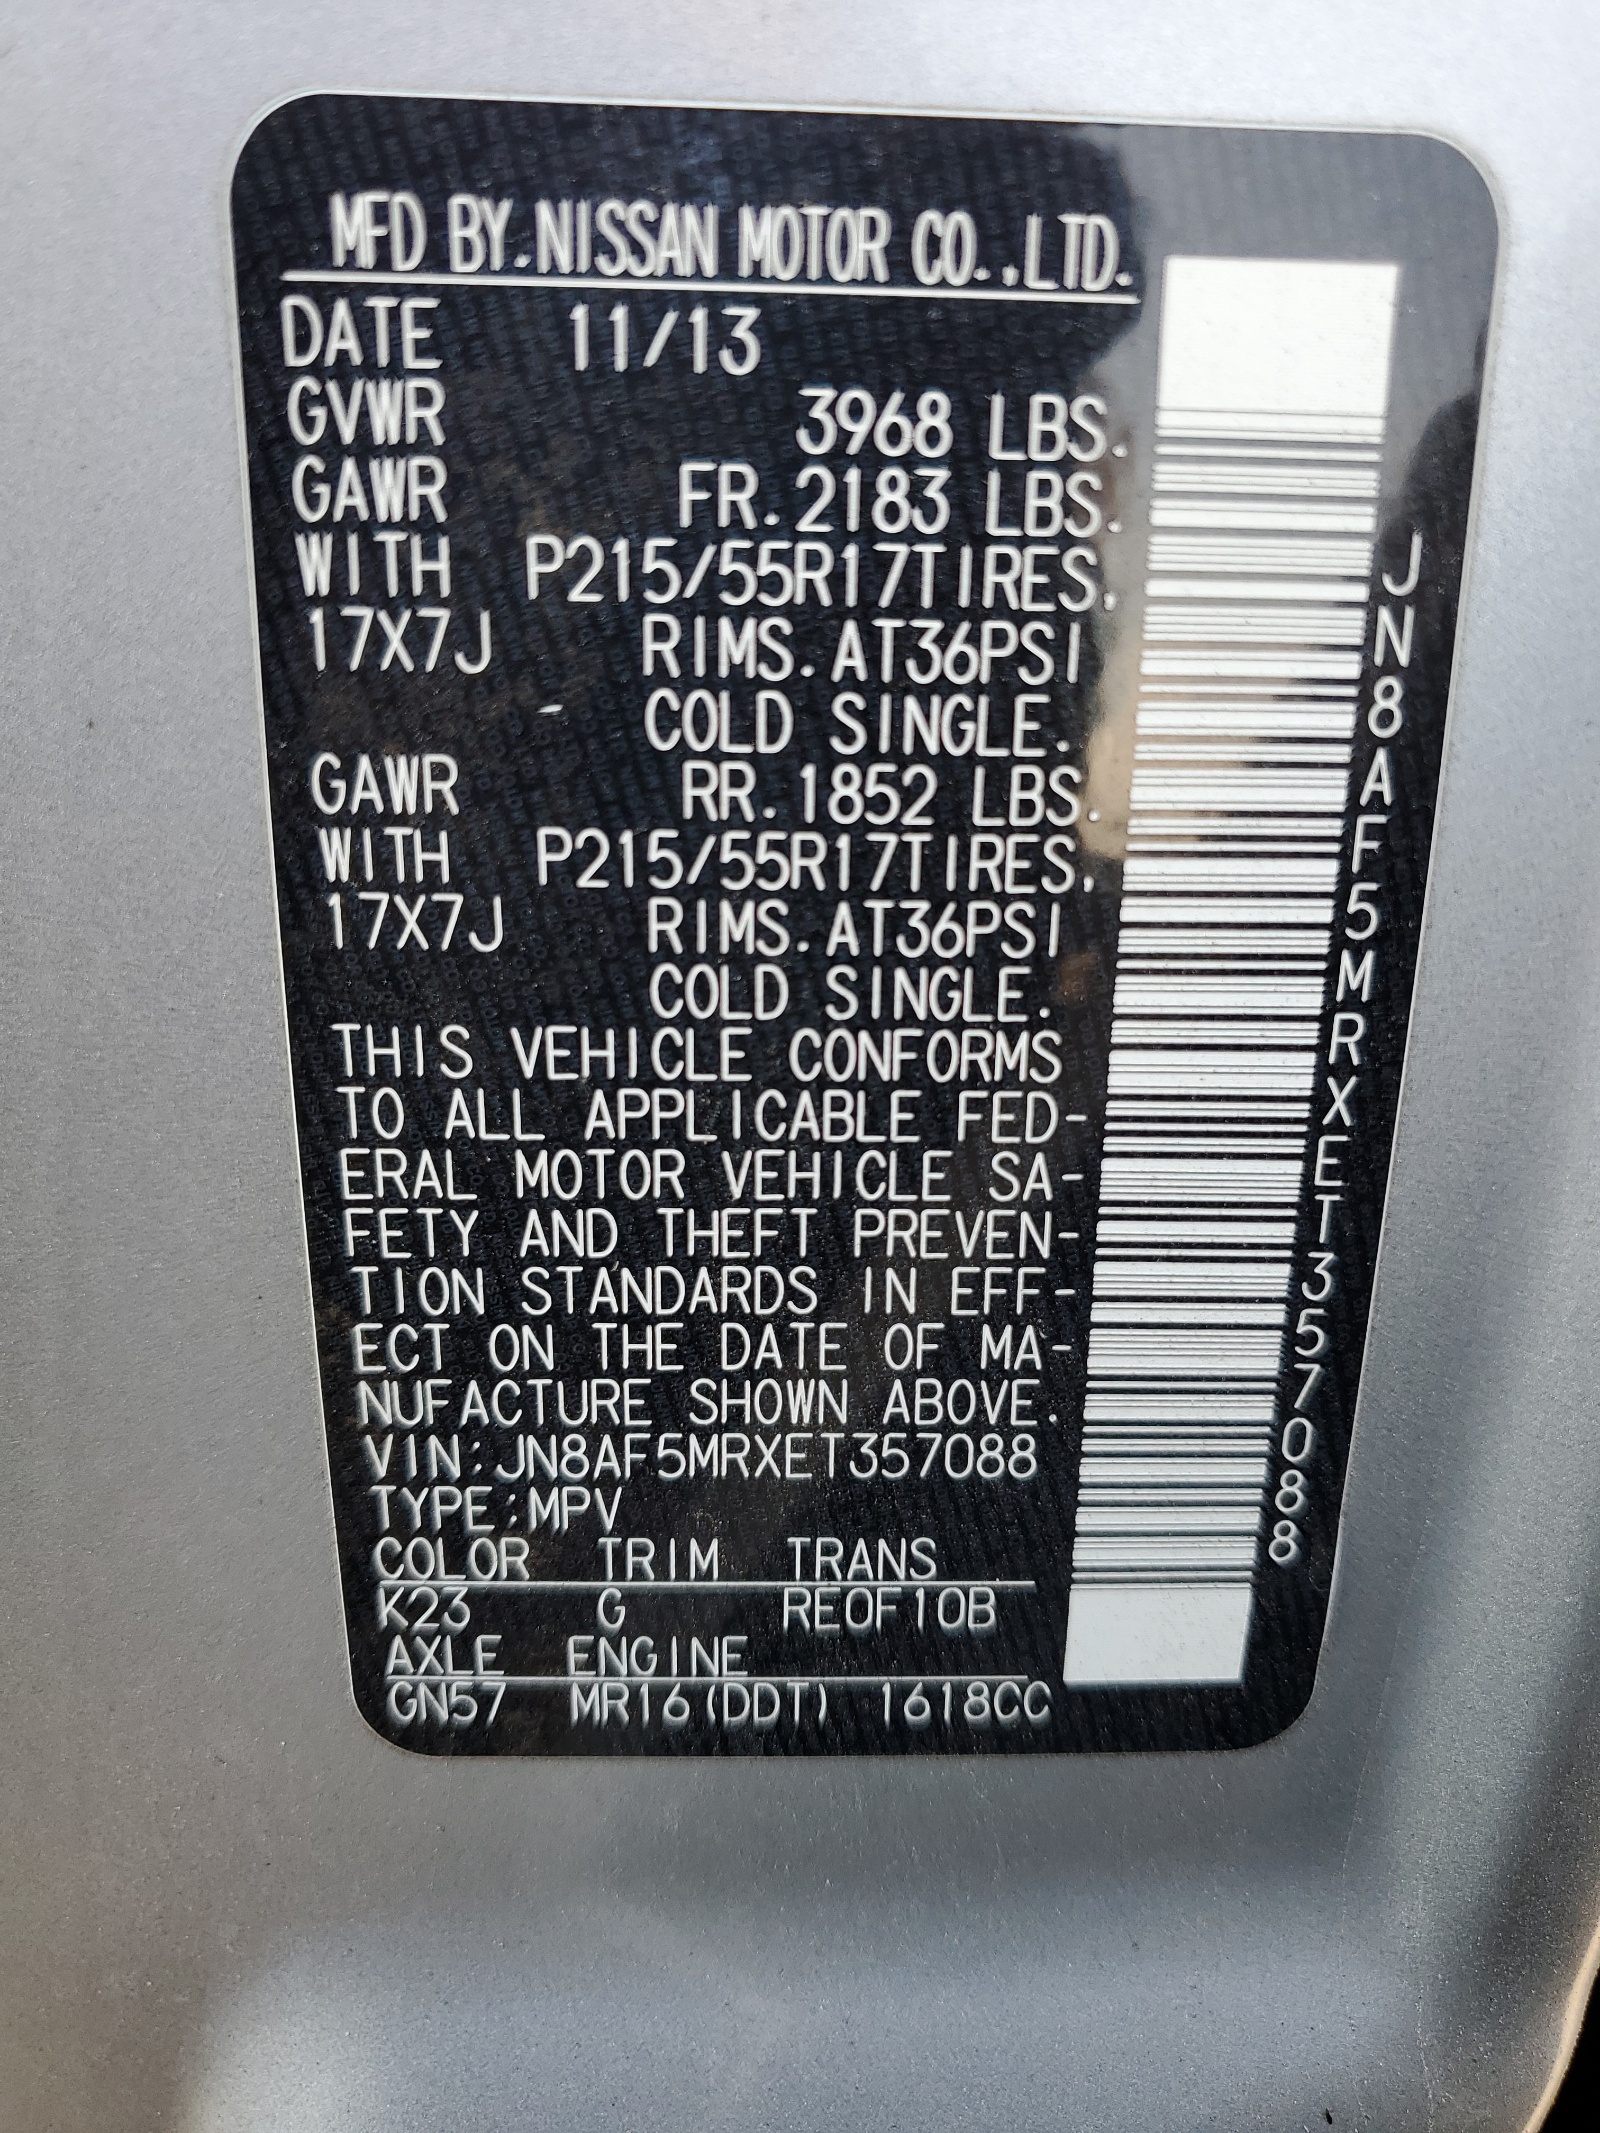 MFD BY.NISSAN MOTOR CO.,LTD.
DATE 11/13
GVWR 3968 LBS.
GAWR FR.2183 LBS.
WITH P215/55R17TIRES,
17X7J RIMS.AT36PSI
COLD SINGLE.
GAWR RR.1852 LBS.
WITH P215/55R17TIRES,
17X7J RIMS.AT36PSI
COLD SINGLE.
THIS VEHICLE CONFORMS
TO ALL APPLICABLE FED-
ERAL MOTOR VEHICLE SA-
FETY AND THEFT PREVEN-
TION STANDARDS IN EFF-
ECT ON THE DATE OF MA-
NUFACTURE SHOWN ABOVE.
VIN:JN8AF5MRXET357088
TYPE:MPV
COLOR TRIM TRANS
K23 G RE0F10B
AXLE ENGINE
GN57 MR16(DDT) 1618CC
JN8AF5MRXET357088